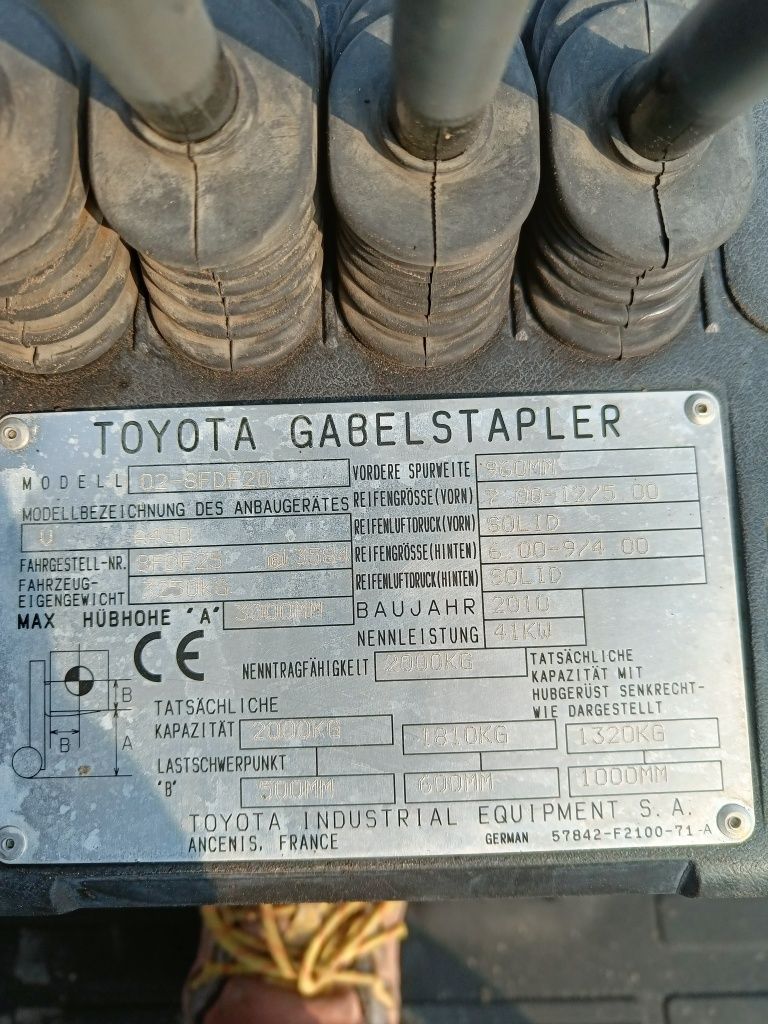 TOYOTA GABELSTAPLER
MODELL 02-8FDF20
MODELLBEZEICHNUNG DES ANBAUGERÄTES
V A450
FAHRGESTELL-NR. 8FDF25
FAHRZEUG-
EIGENGEWICHT
MAX HÜBHOHE "A" 3300MM
VORDERE SPURWEITE 960MM
REIFENGRÖSSE(VORN) 7.00-12/5.00
REIFENLUFTDRUCK(VORN) SOLID
REIFENGRÖSSE(HINTEN) 6.00-9/4.00
REIFENLUFTDRUCK(HINTEN) SOLID
BAUJAHR 2010
NENNLEISTUNG 41KW
CE
NENNTRAGFÄHIGKEIT 2000KG
TATSÄCHLICHE
KAPAZITÄT MIT
HUBGERÜST SENKRECHT-
WIE DARGESTELLT
B
B
A
TATSÄCHLICHE
KAPAZITÄT 2000KG 1810KG 1320KG
LASTSCHWERPUNKT
"B" 500MM 600MM 1000MM
TOYOTA INDUSTRIAL EQUIPMENT S.A.
ANCENIS, FRANCE GERMAN 57842-F2100-71-A